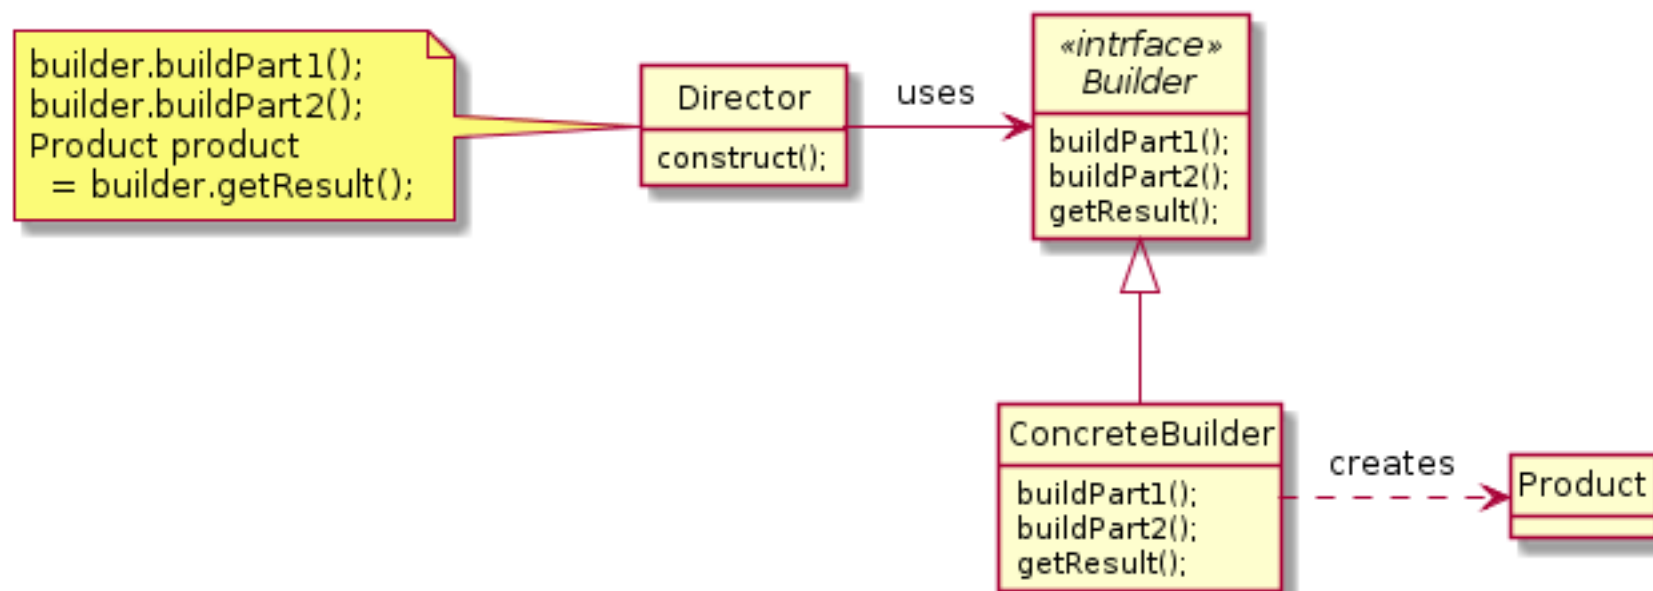 builder.buildPart1();
builder.buildPart2();
Product product
= builder.getResult();
Director
construct();
uses
«intrface»
Builder
buildPart1();
buildPart2();
getResult();
ConcreteBuilder
buildPart1();
buildPart2();
getResult();
creates
Product